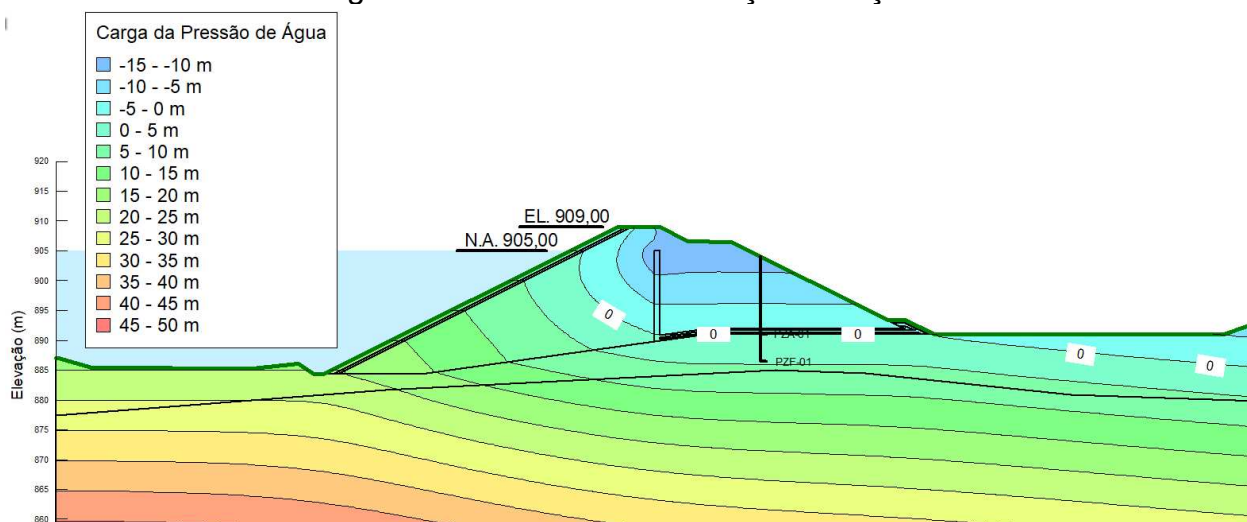 Carga da Pressão de Água
-15 - -10 m
-10 - -5 m
-5 - 0 m
0 - 5 m
5 - 10 m
10 - 15 m
15 - 20 m
20 - 25 m
25 - 30 m
30 - 35 m
35 - 40 m
40 - 45 m
45 - 50 m
Elevação (m)
920
915
910
905
900
895
890
885
880
875
870
865
860
EL. 909,00
N.A. 905,00
0
0
0
0
0
PZA-01
PZF-01